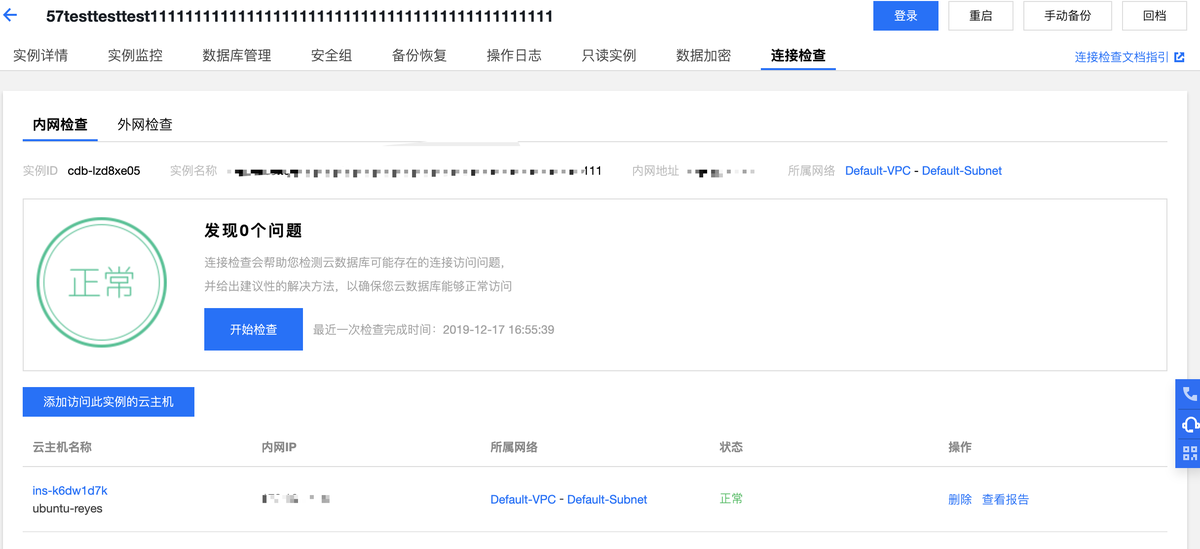 57testtesttest1111111111111111111111111111111111111111111111
登录 重启 手动备份 回档
实例详情 实例监控 数据库管理 安全组 备份恢复 操作日志 只读实例 数据加密 连接检查 连接检查文档指引
内网检查 外网检查
实例ID cdb-lzd8xe05 实例名称 111 内网地址 所属网络 Default-VPC - Default-Subnet
正常
发现0个问题
连接检查会帮助您检测云数据库可能存在的连接访问问题,
并给出建议性的解决方法, 以确保您云数据库能够正常访问
开始检查 最近一次检查完成时间: 2019-12-17 16:55:39
添加访问此实例的云主机
云主机名称 内网IP 所属网络 状态 操作
ins-k6dw1d7k Default-VPC - Default-Subnet 正常 删除 查看报告
ubuntu-reyes